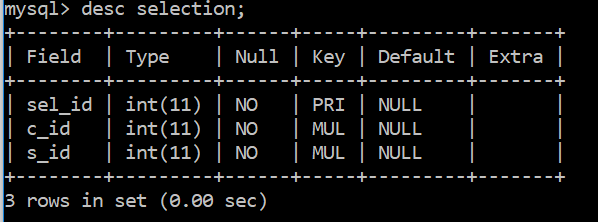 mysql> desc selection;
+--------+---------+------+-----+---------+-------+
| Field  | Type    | Null | Key | Default | Extra |
+--------+---------+------+-----+---------+-------+
| sel_id | int(11) | NO   | PRI | NULL    |       |
| c_id   | int(11) | NO   | MUL | NULL    |       |
| s_id   | int(11) | NO   | MUL | NULL    |       |
+--------+---------+------+-----+---------+-------+
3 rows in set (0.00 sec)